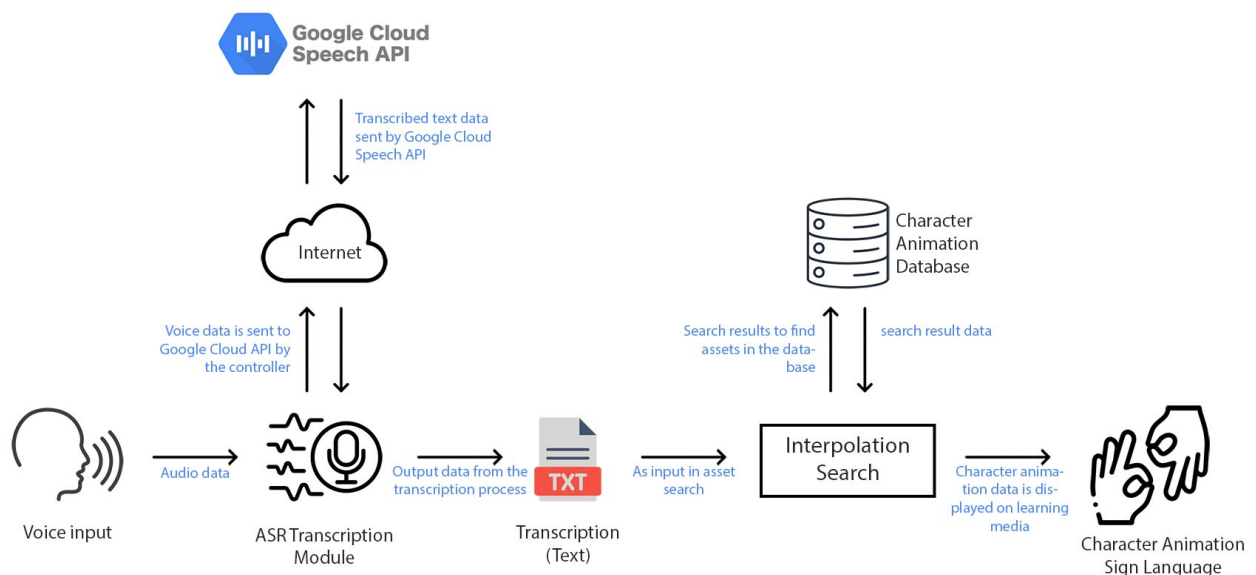 Google Cloud
Speech API
Transcribed text data
sent by Google Cloud
Speech API
Internet
Character
Animation
Database
Voice data is sent to
Google Cloud API by
the controller
Search results to find
assets in the data-
base
search result data
Audio data
Output data from the
transcription process
TXT
As input in asset
search
Interpolation
Search
Character anima-
tion data is dis-
played on learning
media
Voice input
ASR Transcription
Module
Transcription
(Text)
Character Animation
Sign Language